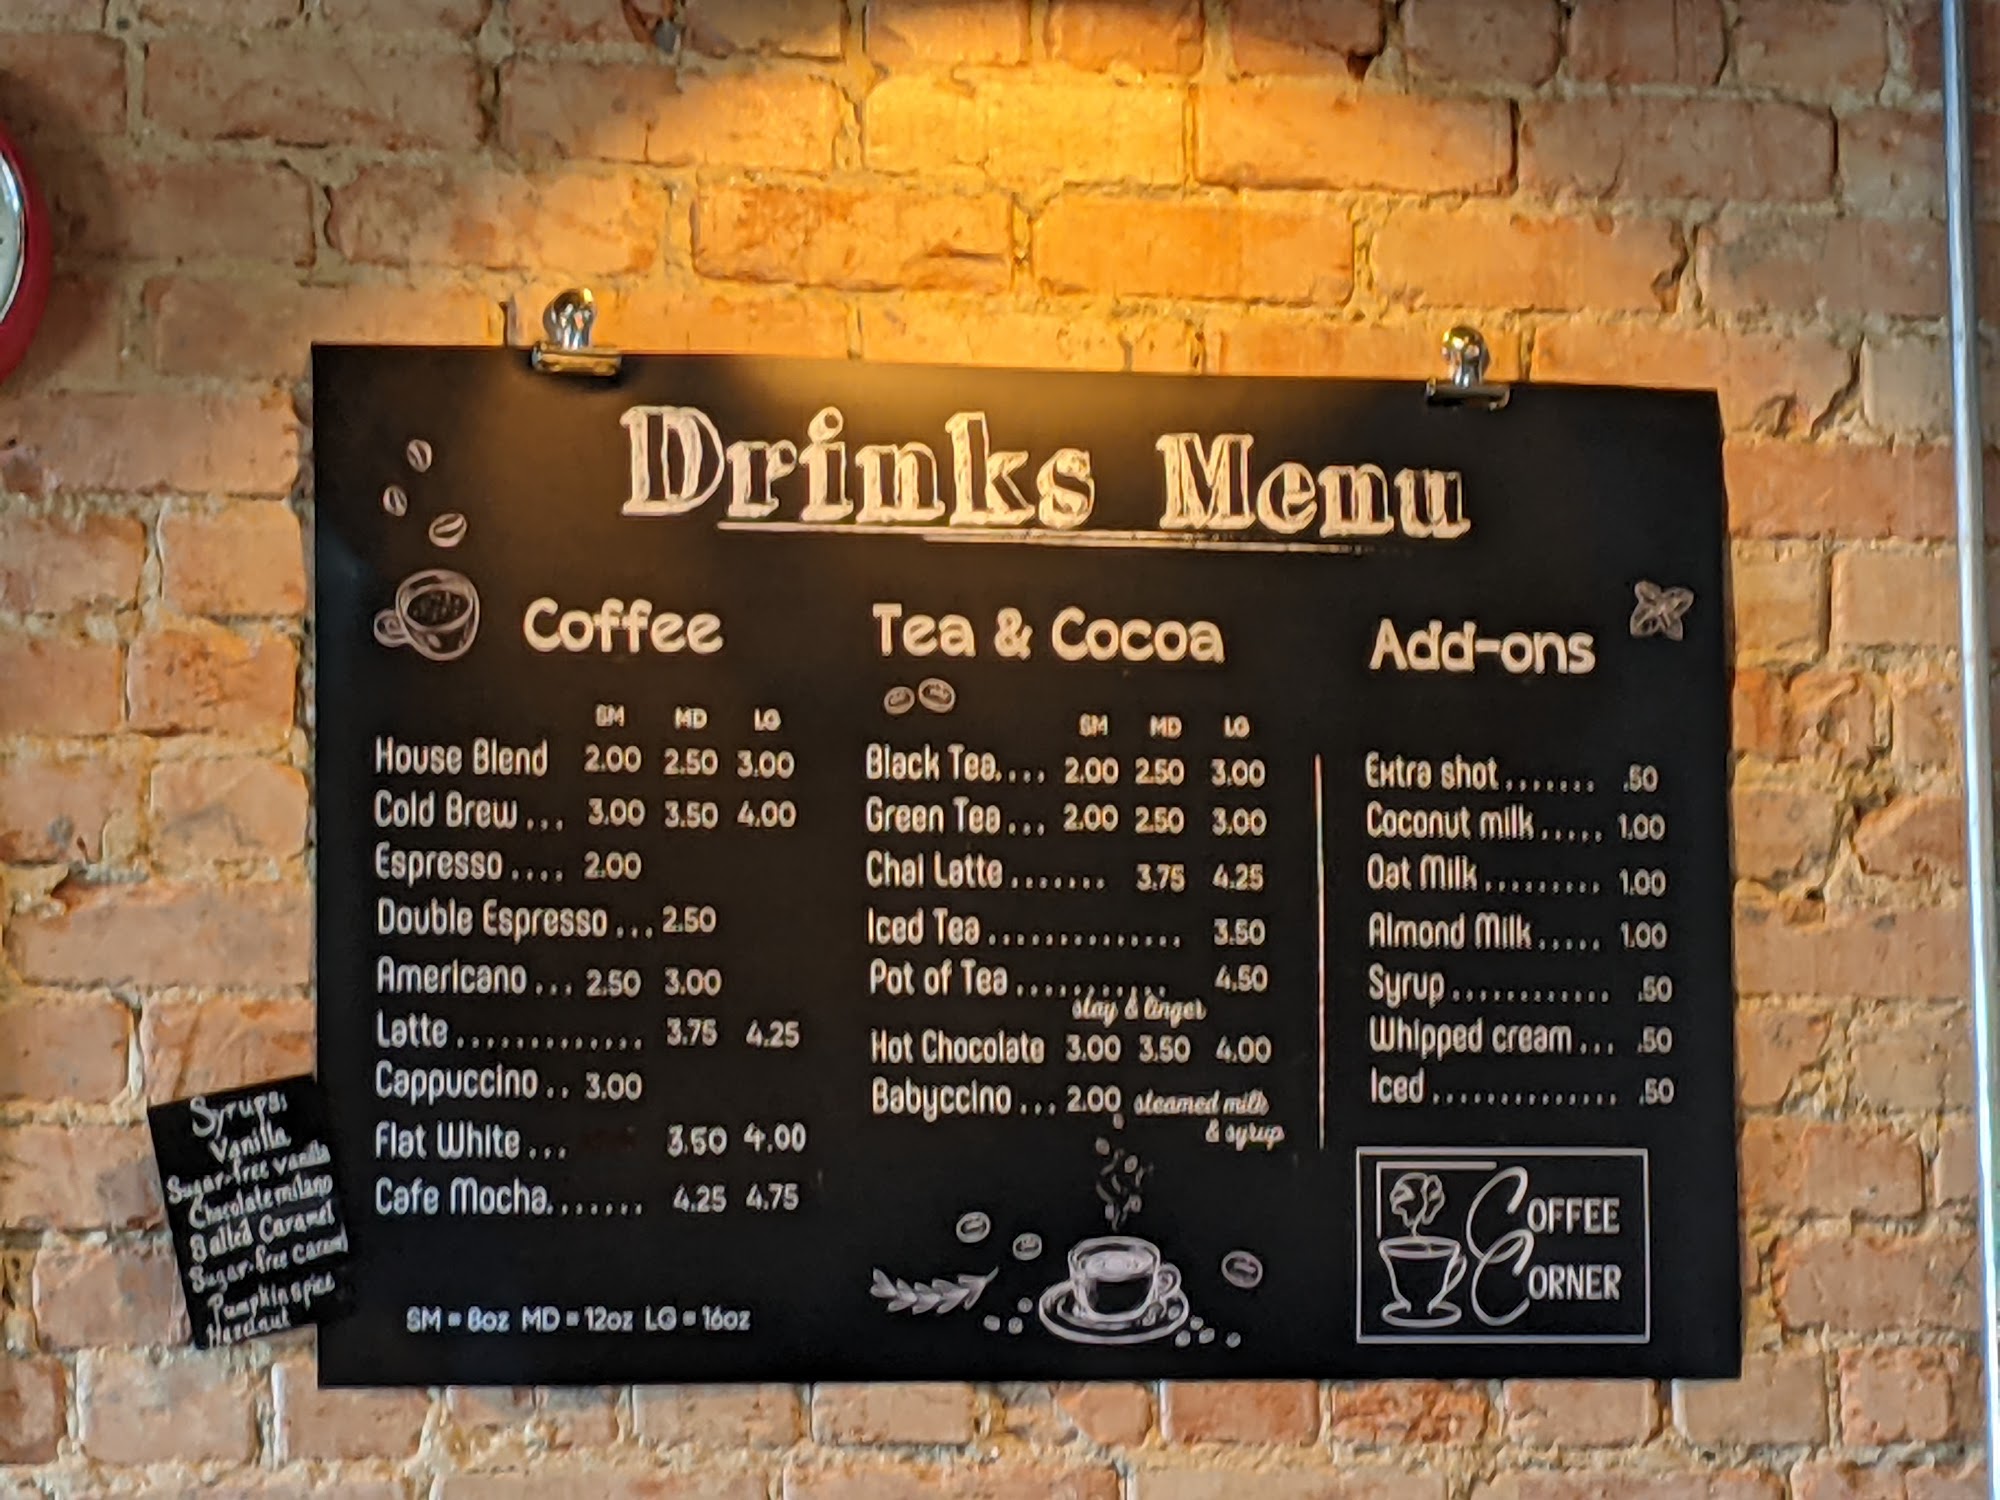 Drinks Menu
Coffee
SM MD LG
House Blend 2.00 2.50 3.00
Cold Brew ... 3.00 3.50 4.00
Espresso .... 2.00
Double Espresso ... 2.50
Americano ... 2.50 3.00
Latte ............. 3.75 4.25
Cappuccino .. 3.00
Flat White ... 3.50 4.00
Cafe Mocha....... 4.25 4.75
SM = 8oz MD = 12oz LG = 16oz
Tea & Cocoa
SM MD LG
Black Tea.... 2.00 2.50 3.00
Green Tea ... 2.00 2.50 3.00
Chai Latte ....... 3.75 4.25
Iced Tea ............... 3.50
Pot of Tea ............ 4.50
stay & linger
Hot Chocolate 3.00 3.50 4.00
Babyccino ... 2.00 steamed milk
& syrup
Add-ons
Extra shot ....... .50
Coconut milk ..... 1.00
Oat Milk ......... 1.00
Almond Milk ..... 1.00
Syrup ............ .50
Whipped cream ... .50
Iced .............. .50
COFFEE
CORNER
Syrups:
Vanilla
Sugar-free vanilla
Chocolate milano
Salted Caramel
Sugar-free Caramel
Pumpkin spice
Hazelnut